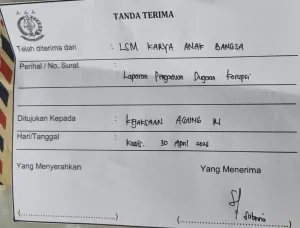 TANDA TERIMA
Telah diterima dari : LSM KARYA ANAK BANGSA
Perihal / No. Surat : Laporan Pengaduan Dugaan Korupsi
Ditujukan Kepada : KEJAKSAAN AGUNG RI
Hari/Tanggal : Kamis. 30 April 2026
Yang Menyerahkan Yang Menerima
(....................) (....................)